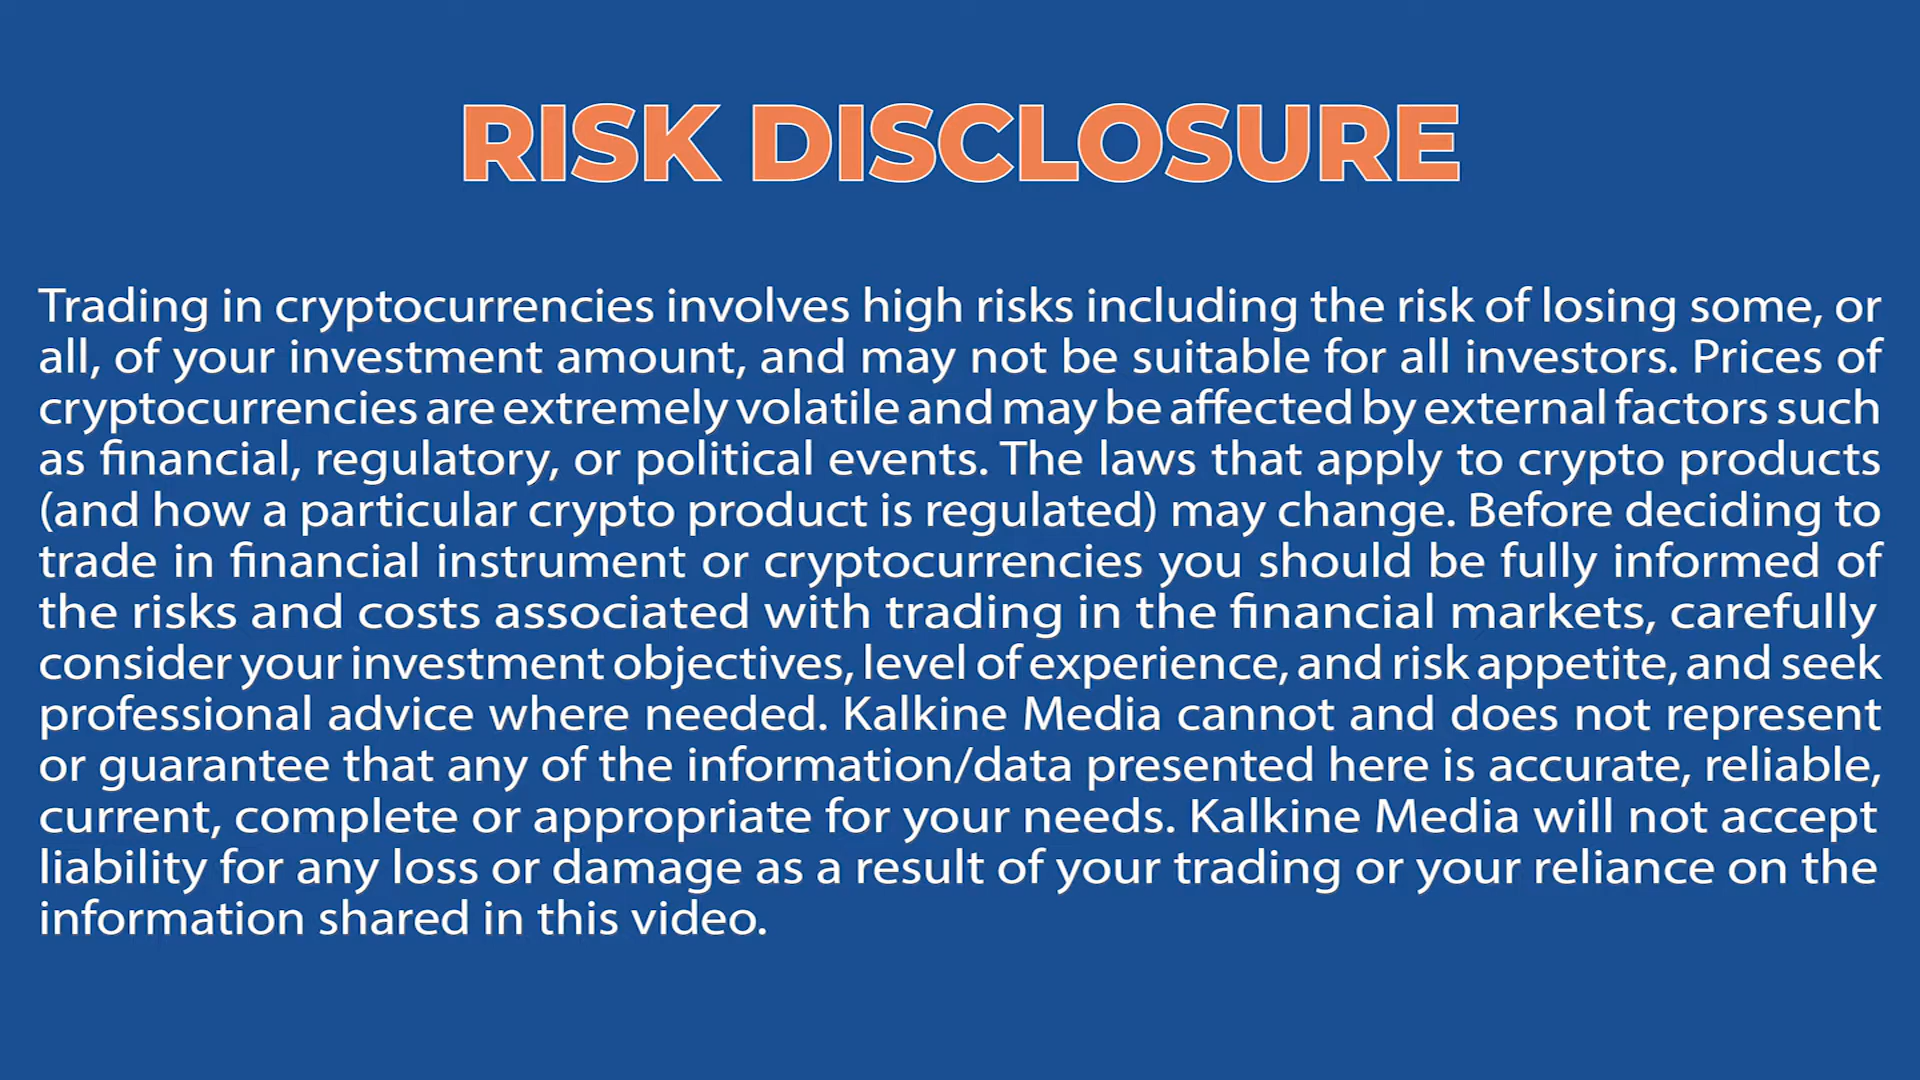 RISK DISCLOSURE
Trading in cryptocurrencies involves high risks including the risk of losing some, or
all, of your investment amount, and may not be suitable for all investors. Prices of
cryptocurrencies are extremely volatile and may be affected by external factors such
as financial, regulatory, or political events. The laws that apply to crypto products
(and how a particular crypto product is regulated) may change. Before deciding to
trade in financial instrument or cryptocurrencies you should be fully informed of
the risks and costs associated with trading in the financial markets, carefully
consider your investment objectives, level of experience, and risk appetite, and seek
professional advice where needed. Kalkine Media cannot and does not represent
or guarantee that any of the information/data presented here is accurate, reliable,
current, complete or appropriate for your needs. Kalkine Media will not accept
liability for any loss or damage as a result of your trading or your reliance on the
information shared in this video.